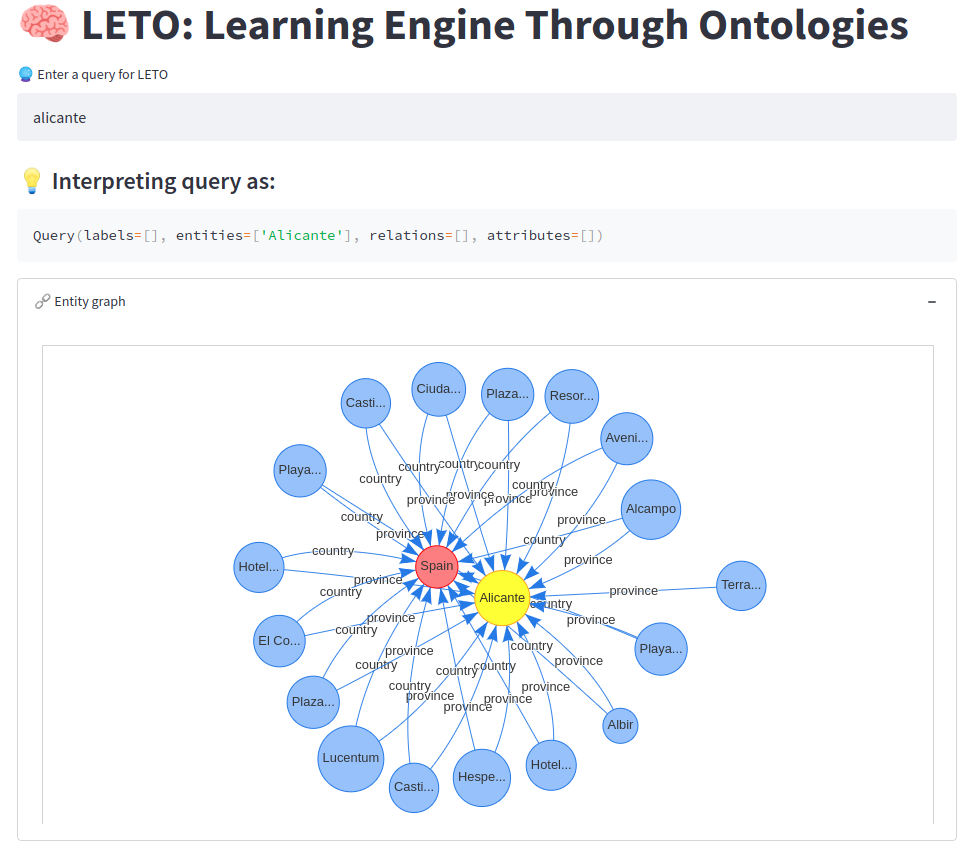 LETO: Learning Engine Through Ontologies
Enter a query for LETO
alicante
Interpreting query as:
Query(labels=[], entities=['Alicante'], relations=[], attributes=[])
Entity graph
Ciuda...
Plaza...
Resor...
Casti...
Aveni...
Playa...
country
country
country
country
country
province
province
province
province
Alcampo
country
province
province
country
province
country
Hotel...
Spain
province
country
Terra...
province
Alicante
country
province
El Co...
province
country
country
Playa...
province
country
country
province
country
province
country
province
province
province
Plaza...
Albir
Lucentum
Hotel...
Hespe...
Casti...